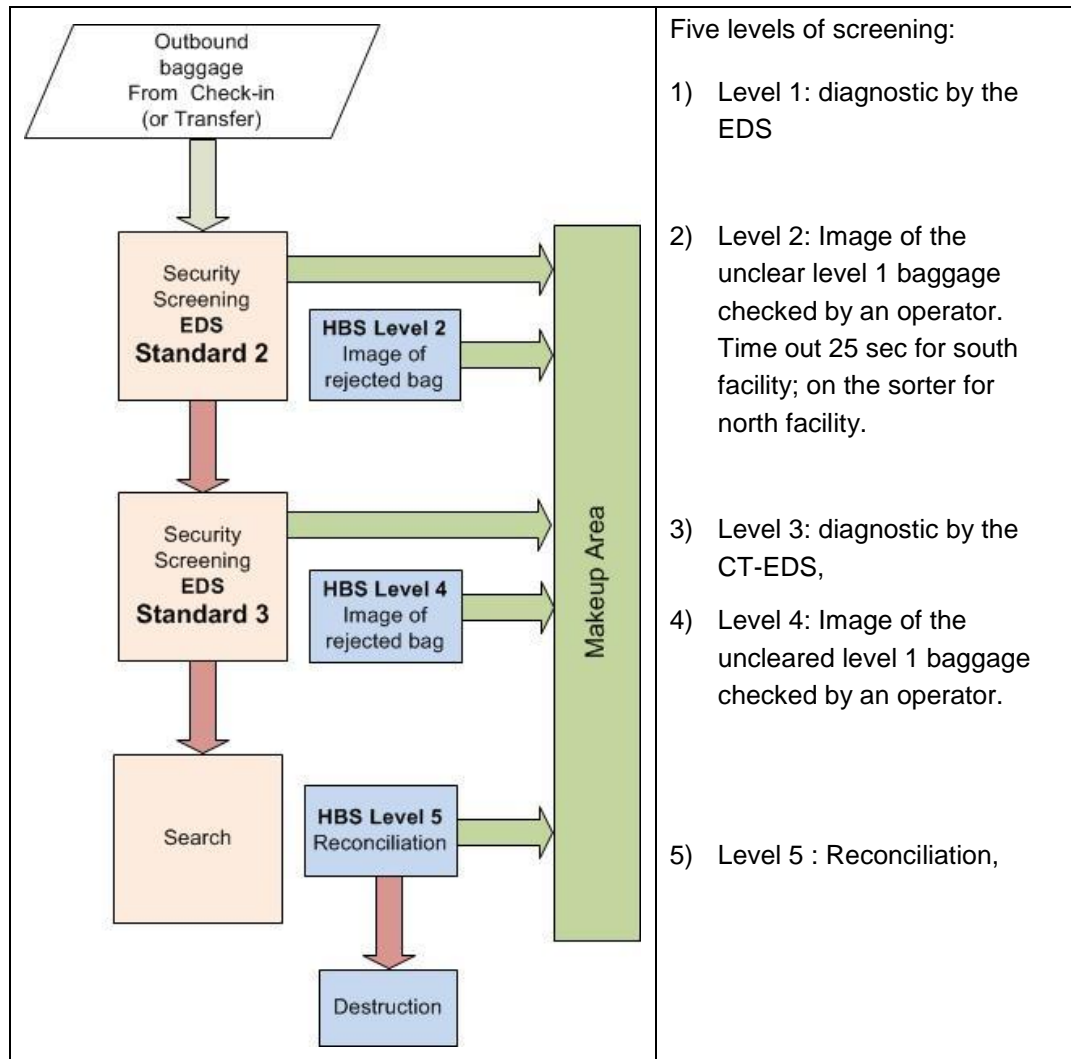 Outbound
baggage
From Check-in
(or Transfer)
Security
Screening
EDS
Standard 2
HBS Level 2
Image of
rejected bag
Security
Screening
EDS
Standard 3
HBS Level 4
Image of
rejected bag
Makeup Area
Search
HBS Level 5
Reconciliation
Destruction
Five levels of screening:
1) Level 1: diagnostic by the
EDS
2) Level 2: Image of the
unclear level 1 baggage
checked by an operator.
Time out 25 sec for south
facility; on the sorter for
north facility.
3) Level 3: diagnostic by the
CT-EDS,
4) Level 4: Image of the
uncleared level 1 baggage
checked by an operator.
5) Level 5 : Reconciliation,